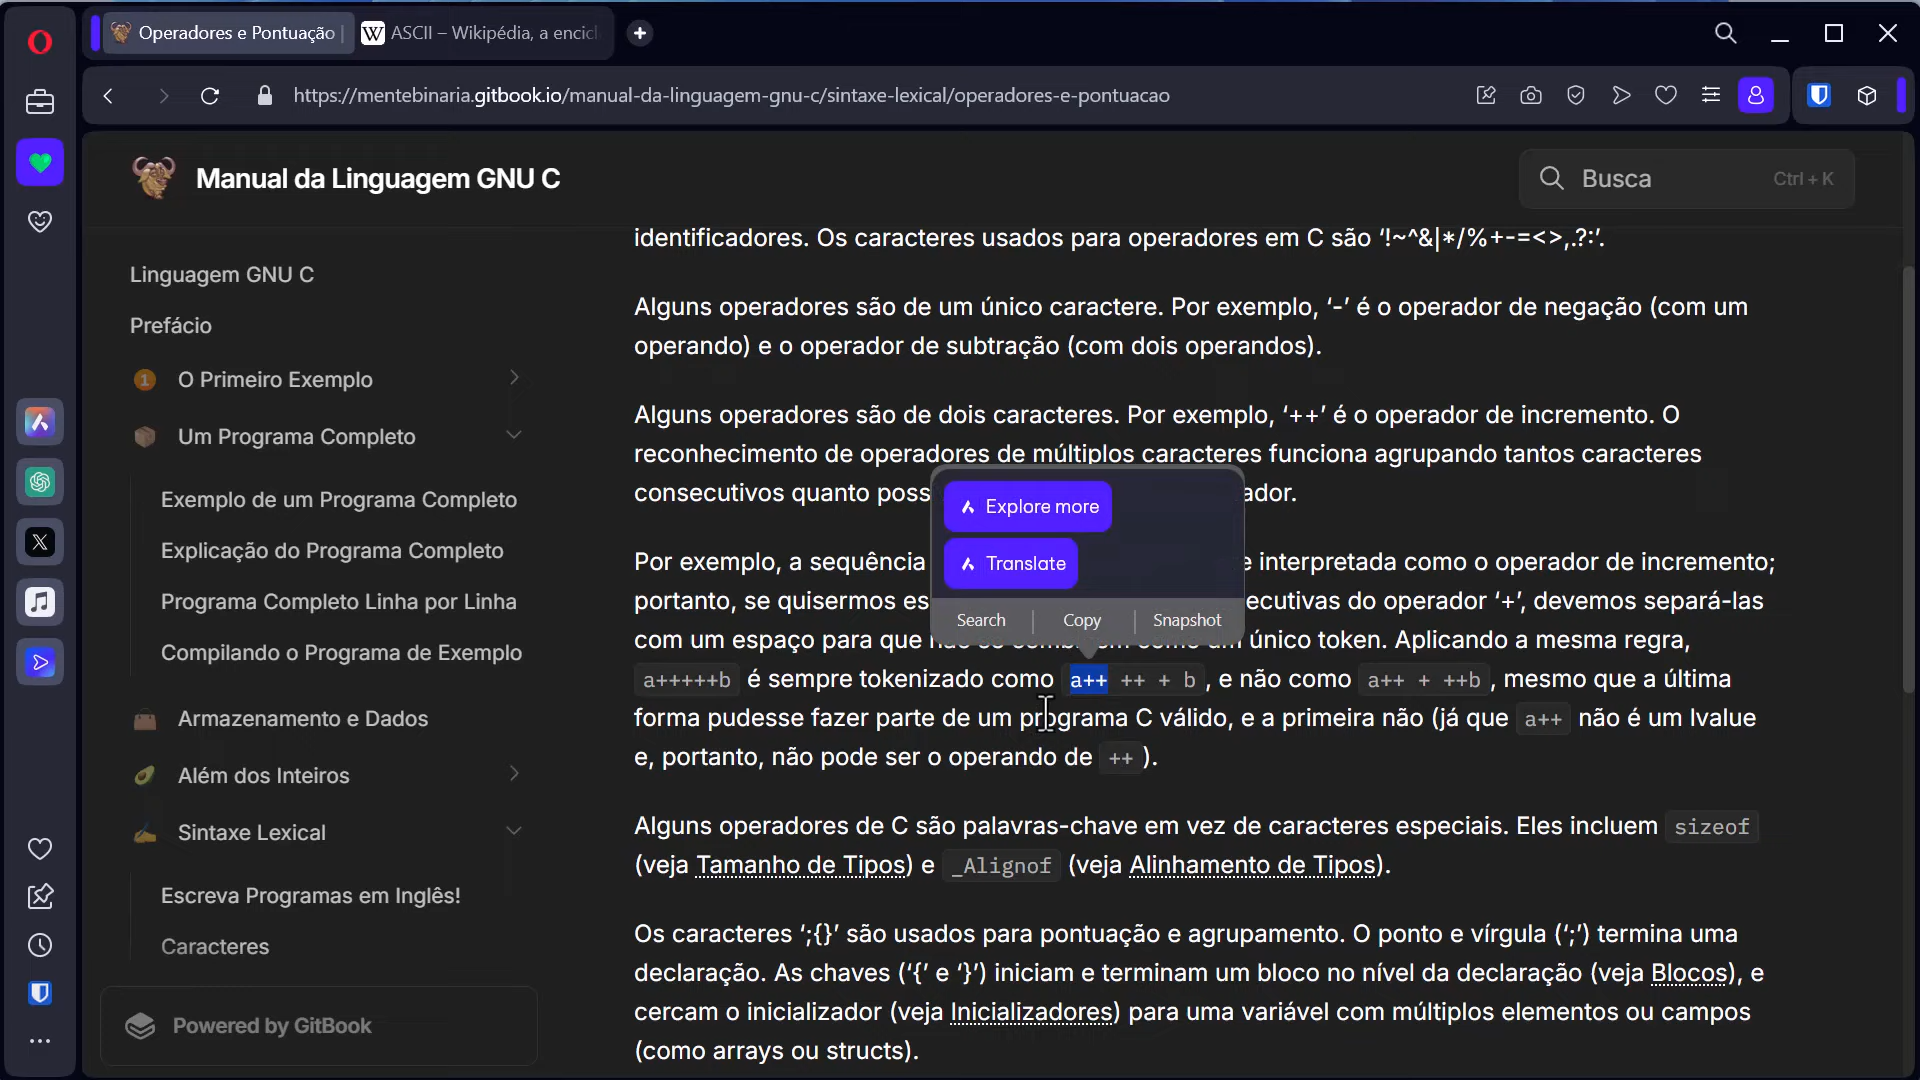 Operadores e Pontuação
ASCII – Wikipédia, a encicl
https://mentebinaria.gitbook.io/manual-da-linguagem-gnu-c/sintaxe-lexical/operadores-e-pontuacao
Manual da Linguagem GNU C
Busca
Ctrl + K
Linguagem GNU C
Prefácio
1 O Primeiro Exemplo
Um Programa Completo
Exemplo de um Programa Completo
Explicação do Programa Completo
Programa Completo Linha por Linha
Compilando o Programa de Exemplo
Armazenamento e Dados
Além dos Inteiros
Sintaxe Lexical
Escreva Programas em Inglês!
Caracteres
Powered by GitBook
identificadores. Os caracteres usados para operadores em C são ‘!~^&|*/%+-=<>,.?:’.
Alguns operadores são de um único caractere. Por exemplo, ‘-’ é o operador de negação (com um
operando) e o operador de subtração (com dois operandos).
Alguns operadores são de dois caracteres. Por exemplo, ‘++’ é o operador de incremento. O
reconhecimento de operadores de múltiplos caracteres funciona agrupando tantos caracteres
consecutivos quanto poss ador.
Por exemplo, a sequência e interpretada como o operador de incremento;
portanto, se quisermos es ecutivas do operador ‘+’, devemos separá-las
com um espaço para que único token. Aplicando a mesma regra,
a+++++b é sempre tokenizado como a++ ++ + b, e não como a++ + ++b, mesmo que a última
forma pudesse fazer parte de um programa C válido, e a primeira não (já que a++ não é um lvalue
e, portanto, não pode ser o operando de ++).
Alguns operadores de C são palavras-chave em vez de caracteres especiais. Eles incluem sizeof
(veja Tamanho de Tipos) e _Alignof (veja Alinhamento de Tipos).
Os caracteres ‘;{}’ são usados para pontuação e agrupamento. O ponto e vírgula (‘;’) termina uma
declaração. As chaves (‘{’ e ‘}’) iniciam e terminam um bloco no nível da declaração (veja Blocos), e
cercam o inicializador (veja Inicializadores) para uma variável com múltiplos elementos ou campos
(como arrays ou structs).
Explore more
Translate
Search
Copy
Snapshot